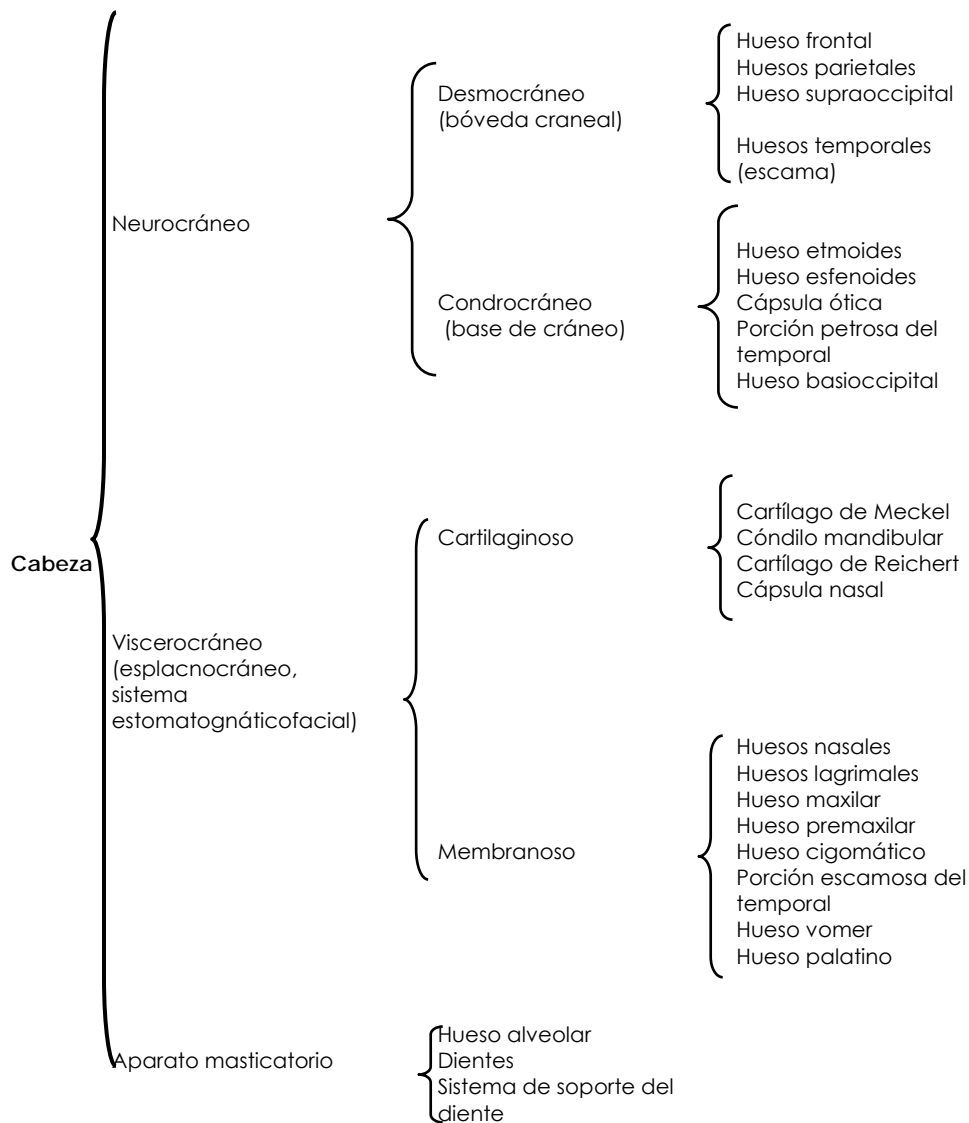 Cabeza
Neurocráneo
Desmocráneo
(bóveda craneal)
Hueso frontal
Huesos parietales
Hueso supraoccipital
Huesos temporales
(escama)
Condrocráneo
(base de cráneo)
Hueso etmoides
Hueso esfenoides
Cápsula ótica
Porción petrosa del
temporal
Hueso basioccipital
Viscerocráneo
(esplacnocráneo,
sistema
estomatognáticofacial)
Cartilaginoso
Cartílago de Meckel
Cóndilo mandibular
Cartílago de Reichert
Cápsula nasal
Membranoso
Huesos nasales
Huesos lagrimales
Hueso maxilar
Hueso premaxilar
Hueso cigomático
Porción escamosa del
temporal
Hueso vomer
Hueso palatino
Aparato masticatorio
Hueso alveolar
Dientes
Sistema de soporte del
diente